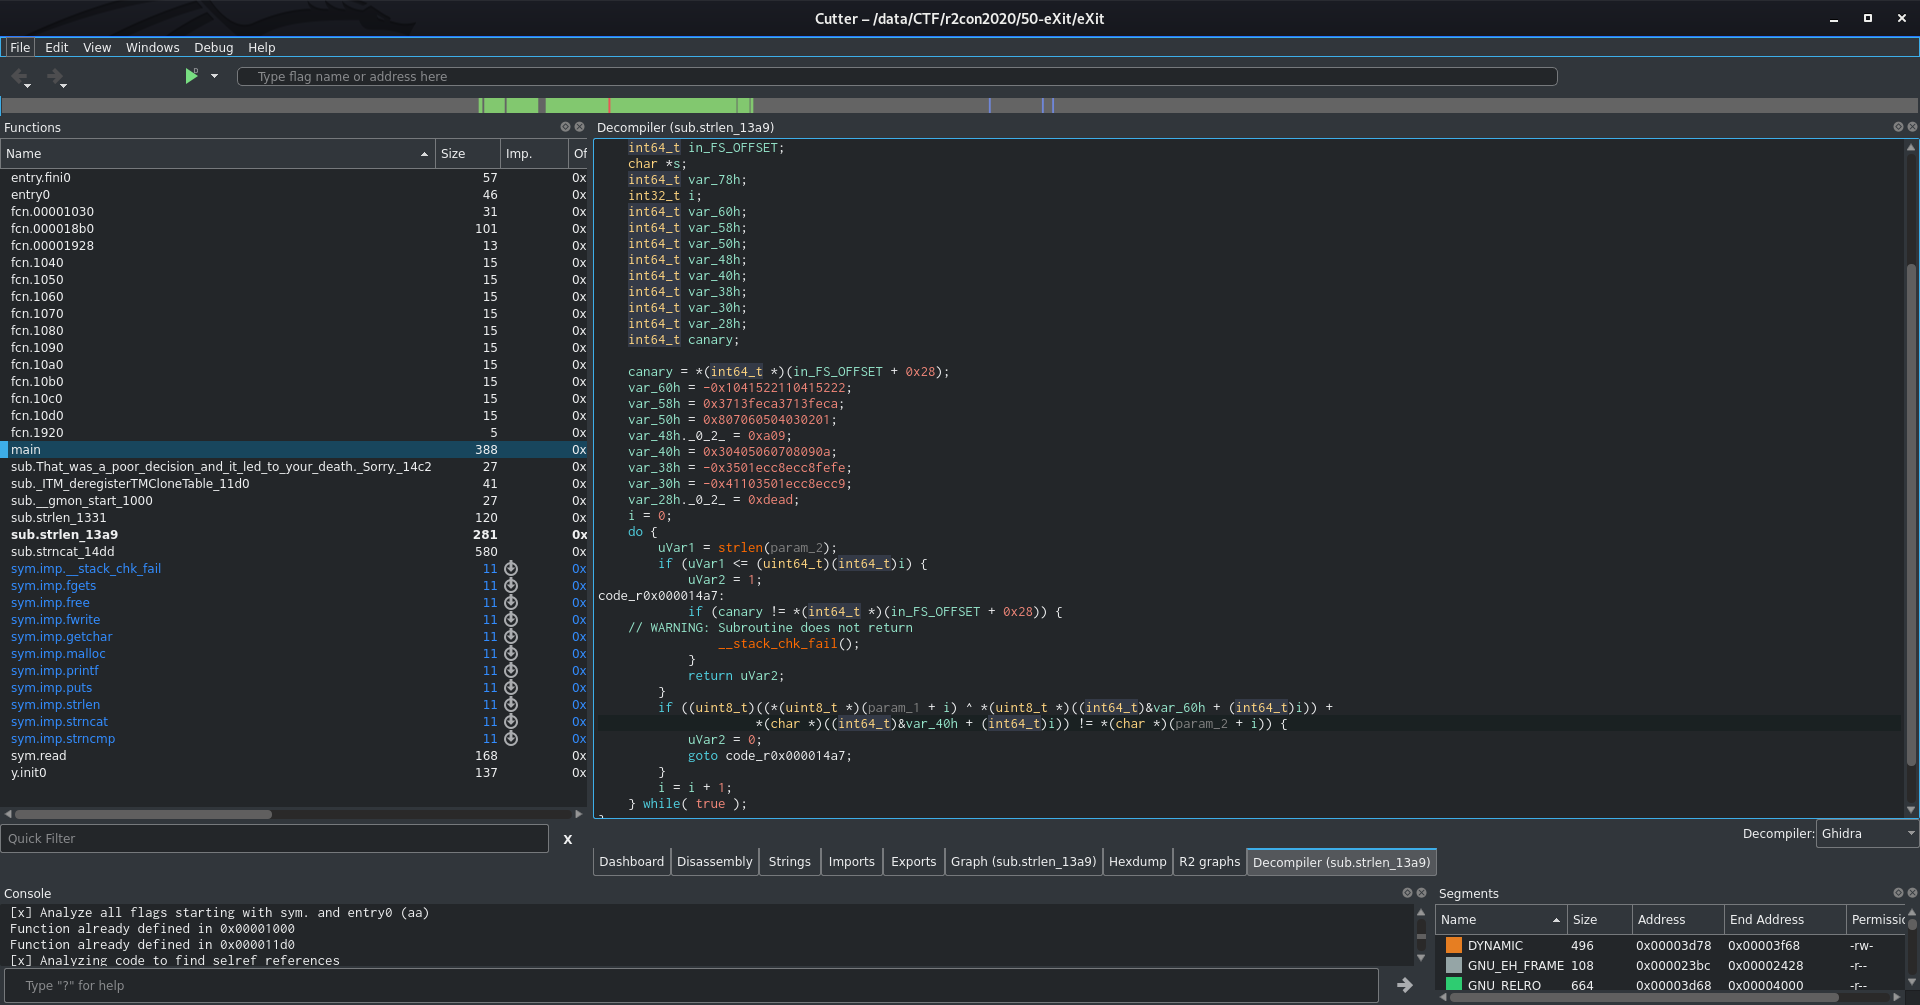 Cutter – /data/CTF/r2con2020/50-eXit/eXit
File Edit View Windows Debug Help
Type flag name or address here
Functions
Name Size Imp. Of
entry.fini0 57 0x
entry0 46 0x
fcn.00001030 31 0x
fcn.000018b0 101 0x
fcn.00001928 13 0x
fcn.1040 15 0x
fcn.1050 15 0x
fcn.1060 15 0x
fcn.1070 15 0x
fcn.1080 15 0x
fcn.1090 15 0x
fcn.10a0 15 0x
fcn.10b0 15 0x
fcn.10c0 15 0x
fcn.10d0 15 0x
fcn.1920 5 0x
main 388 0x
sub.That_was_a_poor_decision_and_it_led_to_your_death._Sorry._14c2 27 0x
sub._ITM_deregisterTMCloneTable_11d0 41 0x
sub.__gmon_start_1000 27 0x
sub.strlen_1331 120 0x
sub.strlen_13a9 281 0x
sub.strncat_14dd 580 0x
sym.imp.__stack_chk_fail 11 0x
sym.imp.fgets 11 0x
sym.imp.free 11 0x
sym.imp.fwrite 11 0x
sym.imp.getchar 11 0x
sym.imp.malloc 11 0x
sym.imp.printf 11 0x
sym.imp.puts 11 0x
sym.imp.strlen 11 0x
sym.imp.strncat 11 0x
sym.imp.strncmp 11 0x
sym.read 168 0x
y.init0 137 0x
Quick Filter X
Decompiler (sub.strlen_13a9)
int64_t in_FS_OFFSET;
char *s;
int64_t var_78h;
int32_t i;
int64_t var_60h;
int64_t var_58h;
int64_t var_50h;
int64_t var_48h;
int64_t var_40h;
int64_t var_38h;
int64_t var_30h;
int64_t var_28h;
int64_t canary;
canary = *(int64_t *)(in_FS_OFFSET + 0x28);
var_60h = -0x1041522110415222;
var_58h = 0x3713feca3713feca;
var_50h = 0x807060504030201;
var_48h._0_2_ = 0xa09;
var_40h = 0x30405060708090a;
var_38h = -0x3501ecc8ecc8fefe;
var_30h = -0x41103501ecc8ecc9;
var_28h._0_2_ = 0xdead;
i = 0;
do {
uVar1 = strlen(param_2);
if (uVar1 <= (uint64_t)(int64_t)i) {
uVar2 = 1;
code_r0x000014a7:
if (canary != *(int64_t *)(in_FS_OFFSET + 0x28)) {
// WARNING: Subroutine does not return
__stack_chk_fail();
}
return uVar2;
}
if ((uint8_t)((*(uint8_t *)(param_1 + i) ^ *(uint8_t *)((int64_t)&var_60h + (int64_t)i)) +
*(char *)((int64_t)&var_40h + (int64_t)i)) != *(char *)(param_2 + i)) {
uVar2 = 0;
goto code_r0x000014a7;
}
i = i + 1;
} while( true );
Decompiler: Ghidra
Dashboard Disassembly Strings Imports Exports Graph (sub.strlen_13a9) Hexdump R2 graphs Decompiler (sub.strlen_13a9)
Console
[x] Analyze all flags starting with sym. and entry0 (aa)
Function already defined in 0x00001000
Function already defined in 0x000011d0
[x] Analyzing code to find selref references
Type "?" for help
Segments
Name Size Address End Address Permissio
DYNAMIC 496 0x00003d78 0x00003f68 -rw-
GNU_EH_FRAME 108 0x000023bc 0x00002428 -r--
GNU_RELRO 664 0x00003d68 0x00004000 -r--